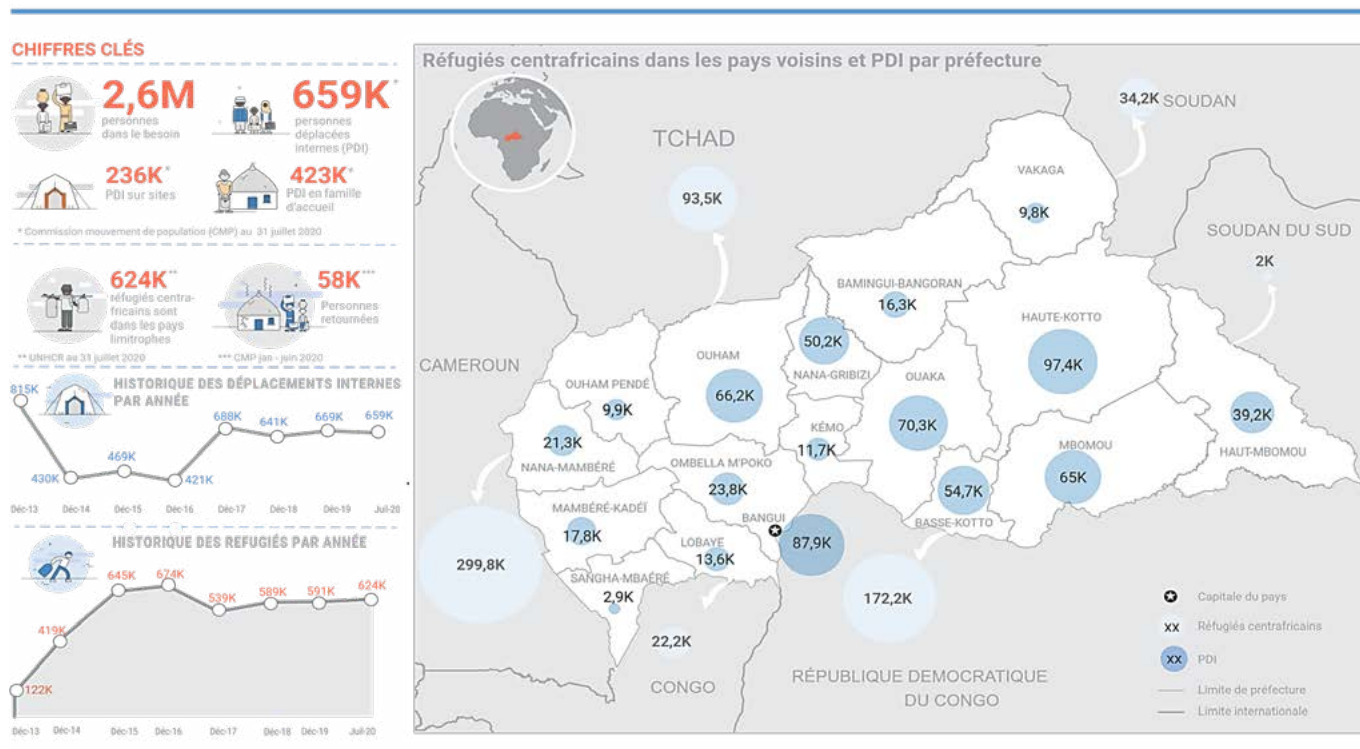 CHIFFRES CLÉS
2,6M
personnes
dans le besoin
659K*
personnes
déplacées
internes (PDI)
236K*
PDI sur sites
423K*
PDI en famille
d'accueil
* Commission mouvement de population (CMP) au 31 juillet 2020
624K**
réfugiés centra-
fricains sont
dans les pays
limitrophes
58K***
Personnes
retournées
** UNHCR au 31 juillet 2020
*** CMP jan - juin 2020
HISTORIQUE DES DÉPLACEMENTS INTERNES
PAR ANNÉE
815K
430K
469K
421K
688K
641K
669K
659K
Déc-13 Déc-14 Déc-15 Déc-16 Déc-17 Déc-18 Déc-19 Jul-20
HISTORIQUE DES REFUGIÉS PAR ANNÉE
122K
419K
645K
674K
539K
589K
591K
624K
Déc-13 Déc-14 Déc-15 Déc-16 Déc-17 Déc-18 Déc-19 Juil-20
Réfugiés centrafricains dans les pays voisins et PDI par préfecture
34,2K SOUDAN
TCHAD
93,5K
VAKAGA
9,8K
SOUDAN DU SUD
2K
BAMINGUI-BANGORAN
16,3K
HAUTE-KOTTO
97,4K
CAMEROUN
OUHAM
66,2K
50,2K
NANA-GRIBIZI
OUAKA
70,3K
OUHAM PENDÉ
9,9K
39,2K
HAUT-MBOMOU
21,3K
NANA-MAMBÉRÉ
KÉMO
11,7K
MBOMOU
65K
OMBELLA M'POKO
23,8K
54,7K
BASSE-KOTTO
MAMBÉRÉ-KADEÏ
17,8K
BANGUI
87,9K
LOBAYE
13,6K
299,8K
SANGHA-MBAÉRÉ
2,9K
172,2K
22,2K
CONGO
RÉPUBLIQUE DEMOCRATIQUE
DU CONGO
Capitale du pays
XX Réfugiés centrafricains
XX PDI
Limite de préfecture
Limite internationale